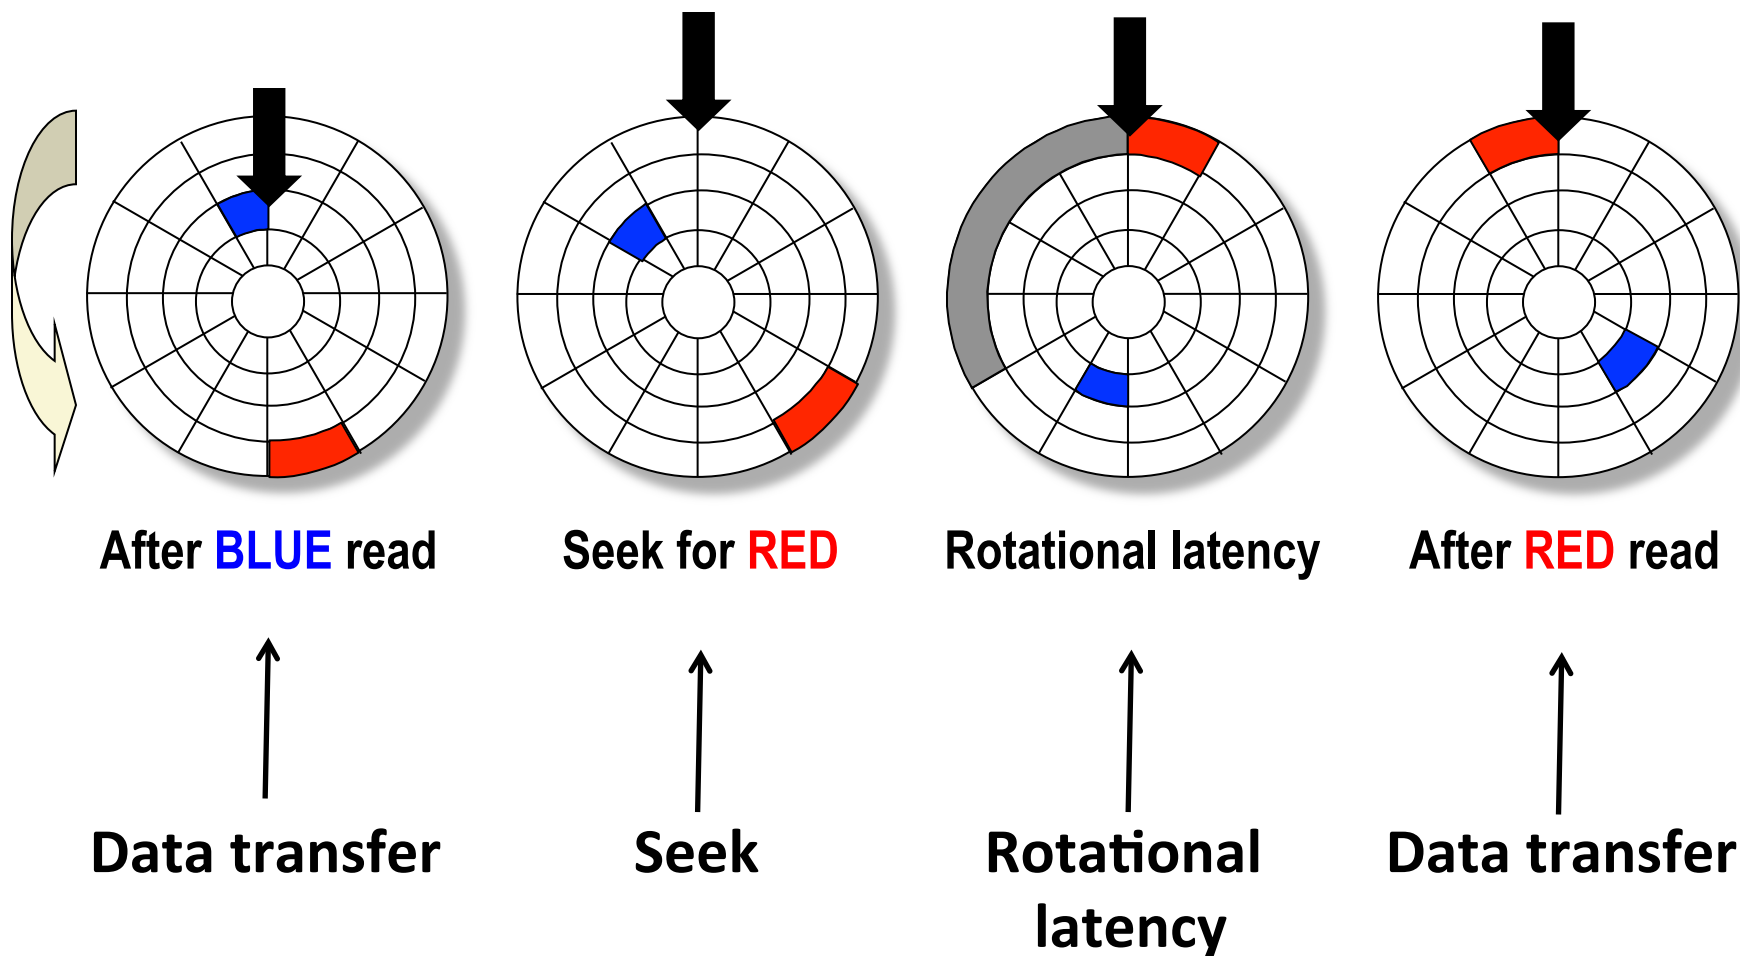 After BLUE read
Seek for RED
Rotational latency
After RED read
Data transfer
Seek
Rotational
latency
Data transfer